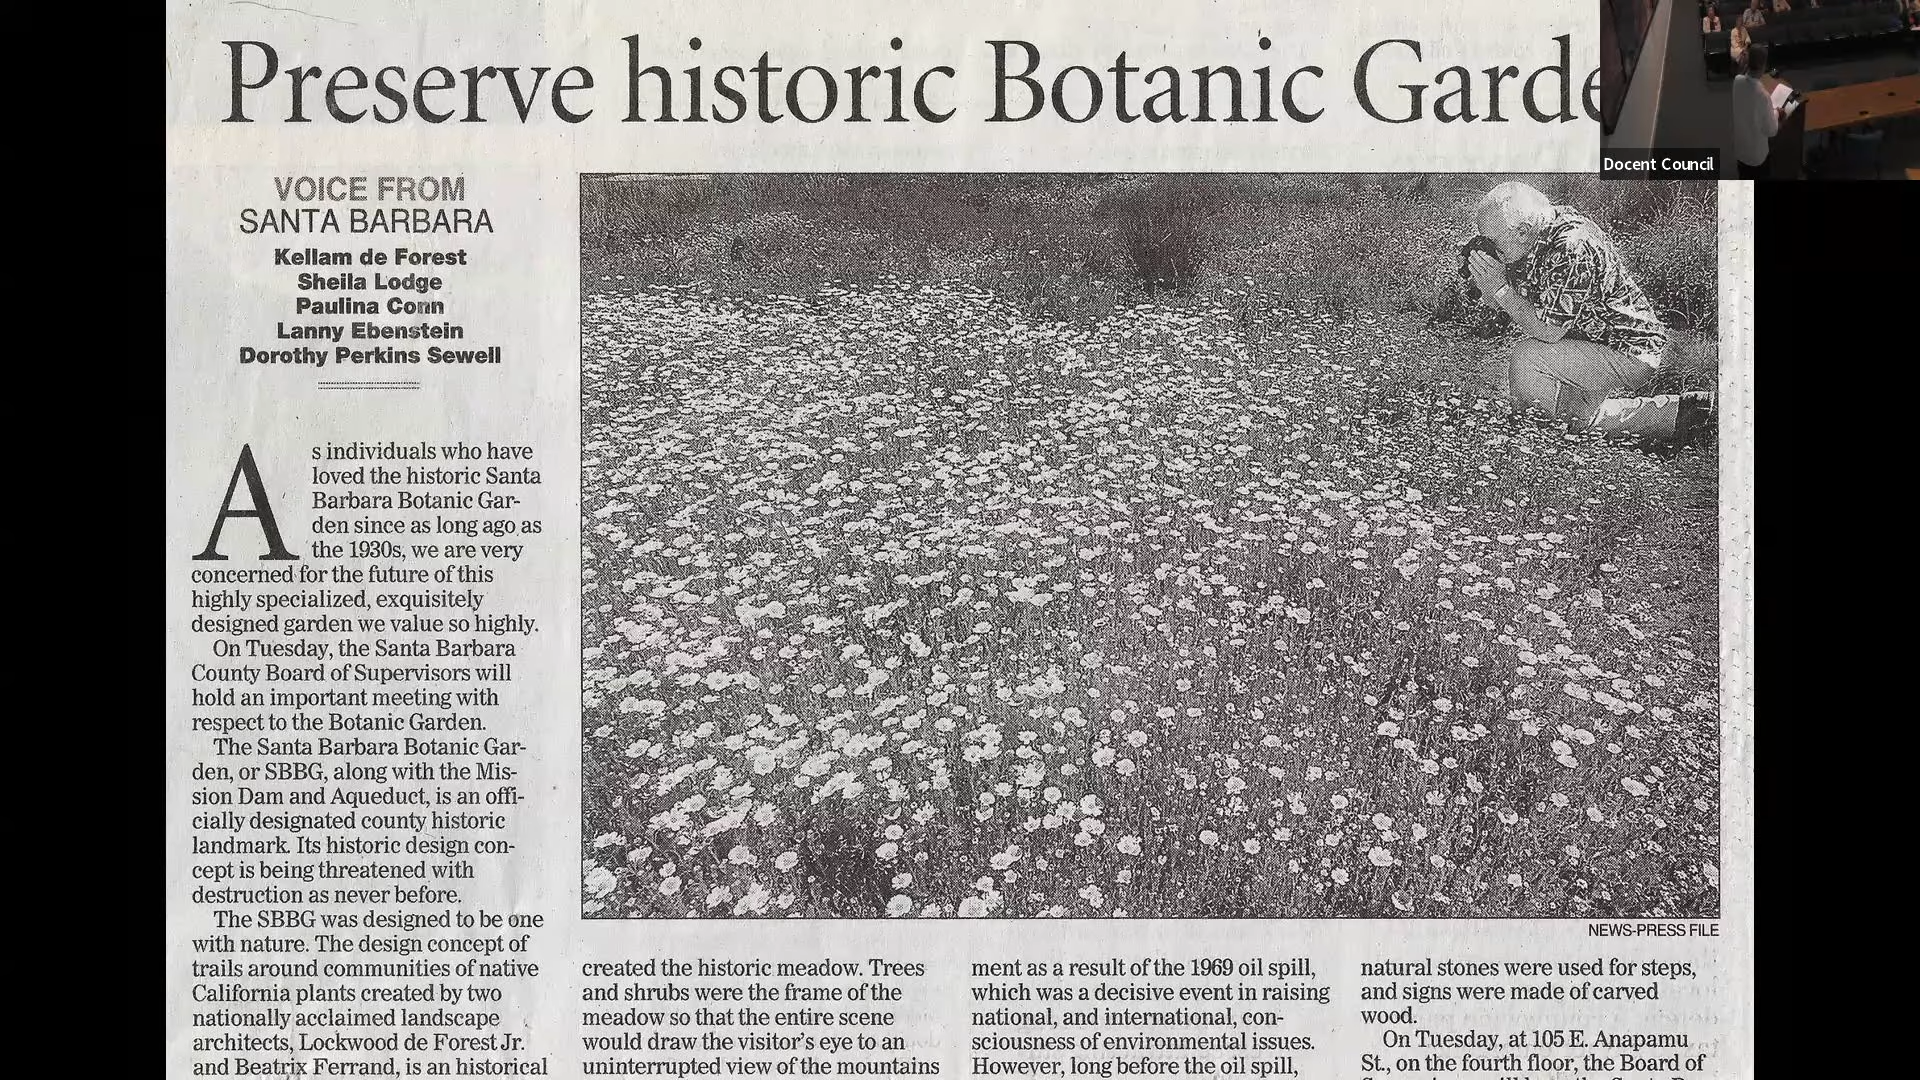 Preserve historic Botanic Garde
Docent Council
VOICE FROM
SANTA BARBARA
Kellam de Forest
Sheila Lodge
Paulina Conn
Lanny Ebenstein
Dorothy Perkins Sewell
As individuals who have
loved the historic Santa
Barbara Botanic Gar-
den since as long ago as
the 1930s, we are very
concerned for the future of this
highly specialized, exquisitely
designed garden we value so highly.
On Tuesday, the Santa Barbara
County Board of Supervisors will
hold an important meeting with
respect to the Botanic Garden.
The Santa Barbara Botanic Gar-
den, or SBBG, along with the Mis-
sion Dam and Aqueduct, is an offi-
cially designated county historic
landmark. Its historic design con-
cept is being threatened with
destruction as never before.
The SBBG was designed to be one
with nature. The design concept of
trails around communities of native
California plants created by two
nationally acclaimed landscape
architects, Lockwood de Forest Jr.
and Beatrix Ferrand, is an historical
NEWS-PRESS FILE
created the historic meadow. Trees
and shrubs were the frame of the
meadow so that the entire scene
would draw the visitor's eye to an
uninterrupted view of the mountains
ment as a result of the 1969 oil spill,
which was a decisive event in raising
national, and international, con-
sciousness of environmental issues.
However, long before the oil spill,
natural stones were used for steps,
and signs were made of carved
wood.
On Tuesday, at 105 E. Anapamu
St., on the fourth floor, the Board of